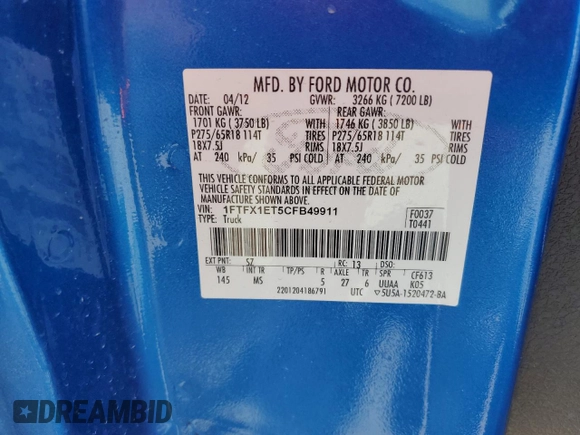 MFD. BY FORD MOTOR CO.
DATE: 04/12 GVWR: 3266 KG ( 7200 LB)
FRONT GAWR: REAR GAWR:
1701 KG ( 3750 LB) WITH 1746 KG ( 3850 LB) WITH
P275/65R18 114T TIRES P275/65R18 114T TIRES
18X7.5J RIMS 18X7.5J RIMS
AT 240 kPa/ 35 PSI COLD AT 240 kPa/ 35 PSI COLD
THIS VEHICLE CONFORMS TO ALL APPLICABLE FEDERAL MOTOR
VEHICLE SAFETY STANDARDS IN EFFECT ON THE DATE OF
MANUFACTURE SHOWN ABOVE.
VIN: 1FTFX1ET5CFB49911 F0037
TYPE: Truck T0441
EXT PNT: SZ RC: 13 DSO:
WB INT TR TP/PS R AXLE TR SPR CF613
145 MS 5 27 6 UUAA K05
2201204186791 UTC 5U5A-1520472-BA
DREAMBID